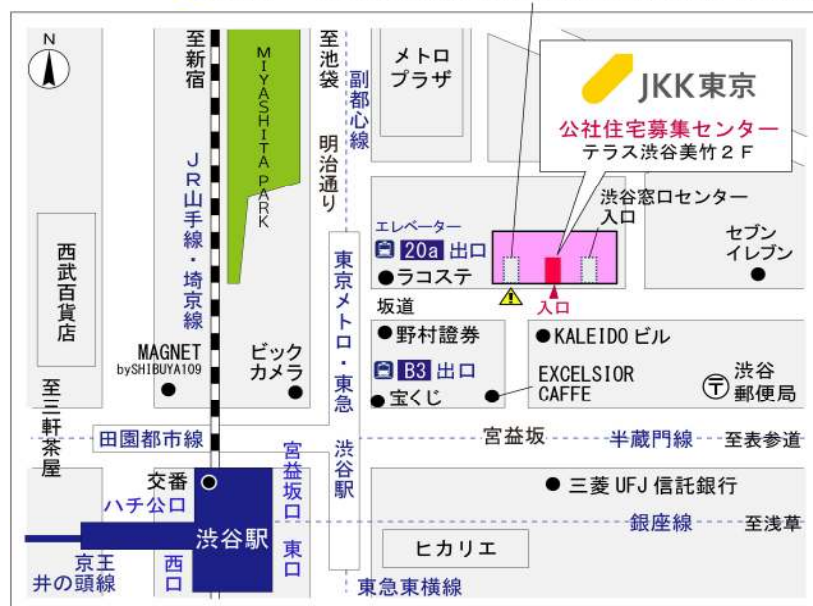 N
至新宿
MIYASHITA PARK
至池袋
明治通り
副都心線
メトロ
プラザ
JKK東京
公社住宅募集センター
テラス渋谷美竹２Ｆ
ＪＲ山手線・埼京線
西武百貨店
エレベーター
20a 出口
ラコステ
渋谷窓口センター
入口
セブン
イレブン
入口
坂道
東京メトロ・東急
渋谷駅
MAGNET
bySHIBUYA109
ビック
カメラ
野村證券
B3 出口
宝くじ
KALEIDO ビル
EXCELSIOR
CAFFE
〒
渋谷
郵便局
至三軒茶屋
田園都市線
宮益坂
半蔵門線
至表参道
交番
ハチ公口
宮益坂口
三菱 UFJ 信託銀行
銀座線
至浅草
渋谷駅
東口
西口
京王
井の頭線
ヒカリエ
東急東横線